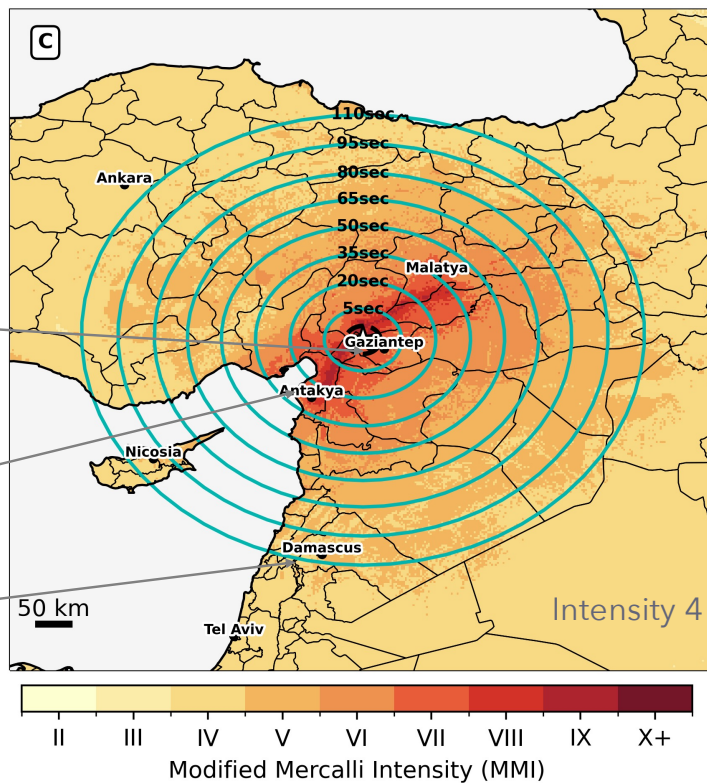 C
110sec
95sec
80sec
Ankara
65sec
50sec
35sec
Malatya
20sec
5sec
Gaziantep
Antakya
Nicosia
Damascus
50 km
Intensity 4
Tel Aviv
II III IV V VI VII VIII IX X+
Modified Mercalli Intensity (MMI)